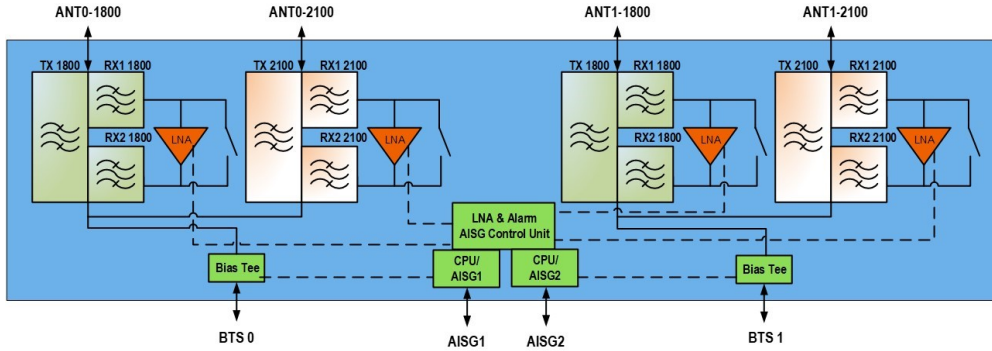 ANT0-1800
ANT0-2100
ANT1-1800
ANT1-2100
TX 1800
RX1 1800
TX 2100
RX1 2100
TX 1800
RX1 1800
TX 2100
RX1 2100
RX2 1800
LNA
RX2 2100
LNA
RX2 1800
LNA
RX2 2100
LNA
LNA & Alarm
AISG Control Unit
Bias Tee
CPU/
AISG1
CPU/
AISG2
Bias Tee
BTS 0
AISG1
AISG2
BTS 1